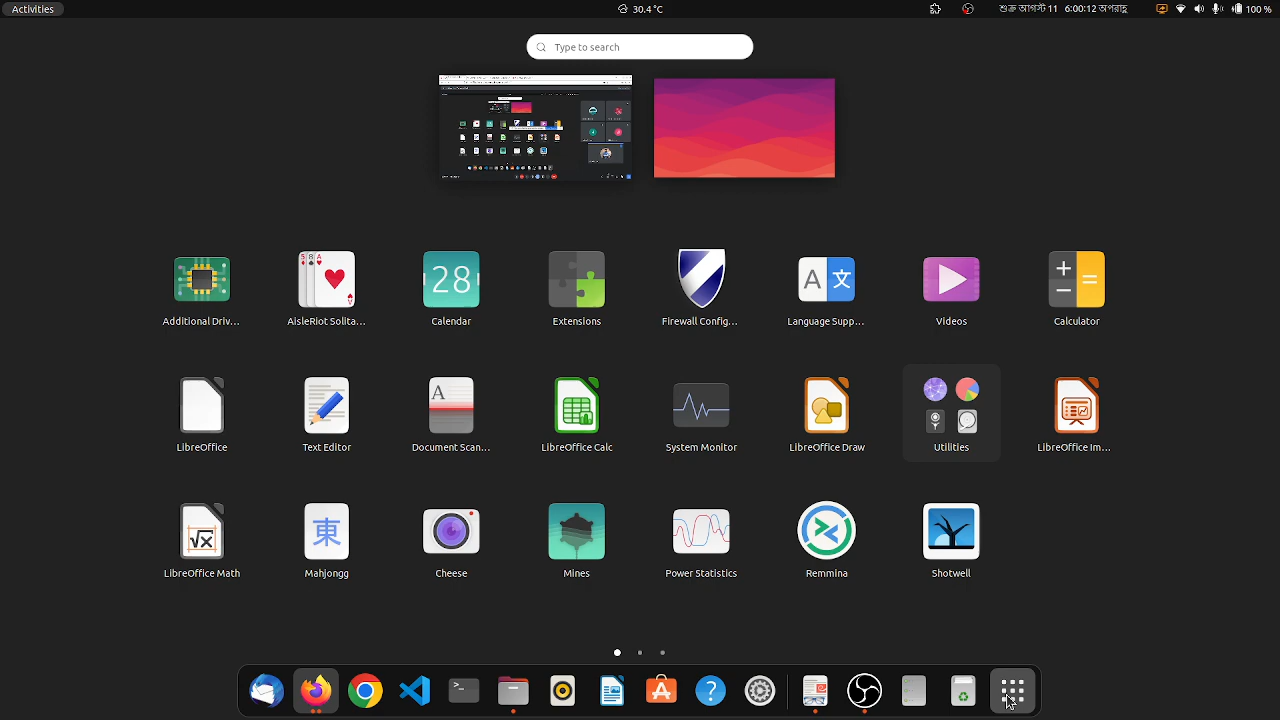 Activities
30.4 °C
শুক্র আগস্ট 11 6:00:12 অপরাহ্ণ
100 %
Type to search
28
A 文
Additional Driv...
AisleRiot Solita...
Calendar
Extensions
Firewall Config...
Language Supp...
Videos
Calculator
A
LibreOffice
Text Editor
Document Scan...
LibreOffice Calc
System Monitor
LibreOffice Draw
Utilities
LibreOffice Im...
東
LibreOffice Math
Mahjongg
Cheese
Mines
Power Statistics
Remmina
Shotwell